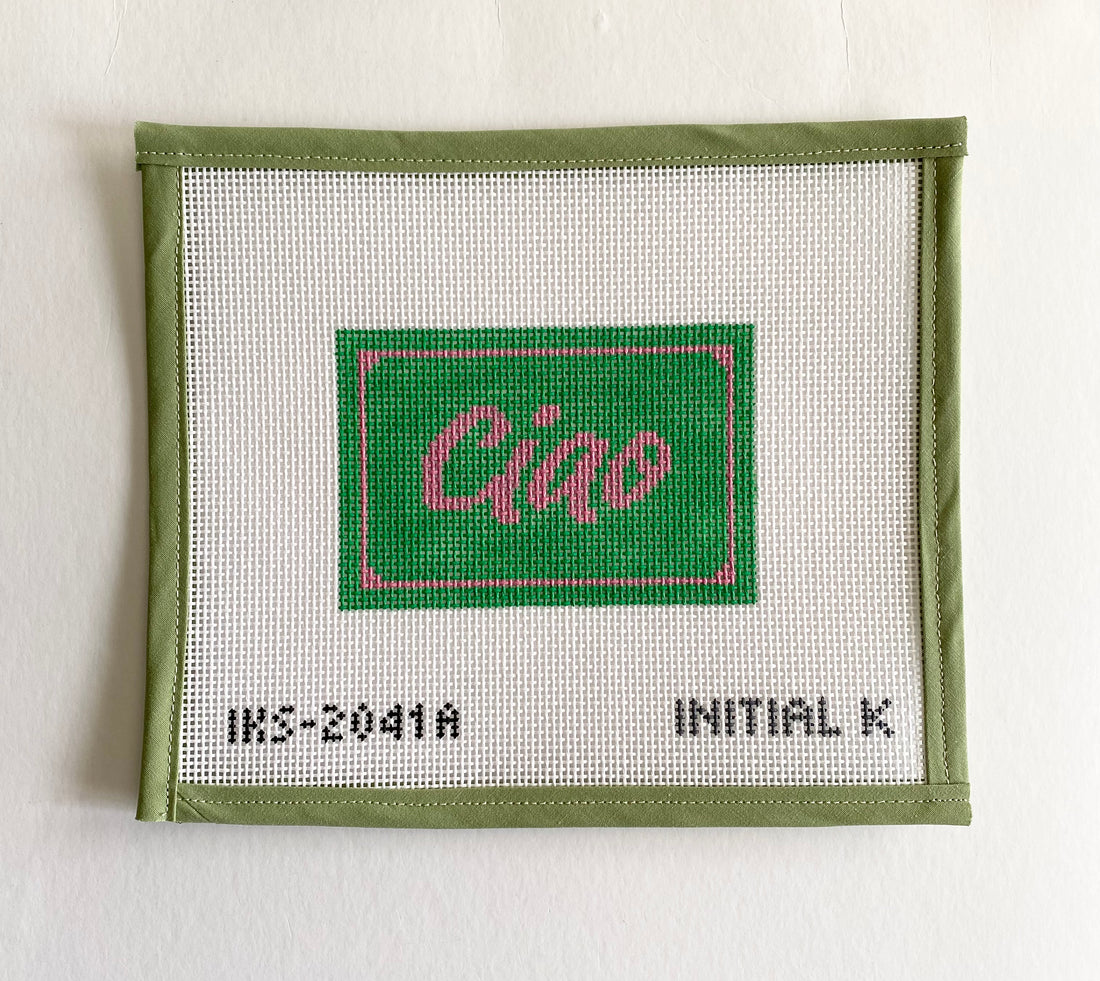 Ciao
IKS-2041A
INITIAL K